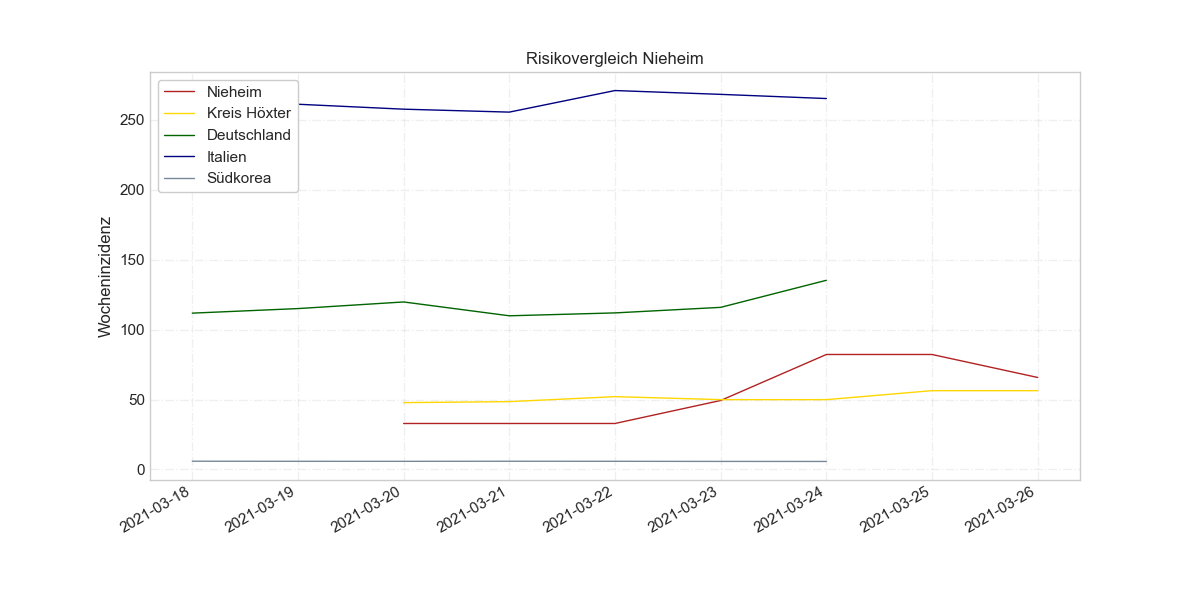 Risikovergleich Nieheim
Nieheim
Kreis Höxter
Deutschland
Italien
Südkorea
Wocheninzidenz
250
200
150
100
50
0
2021-03-18
2021-03-19
2021-03-20
2021-03-21
2021-03-22
2021-03-23
2021-03-24
2021-03-25
2021-03-26